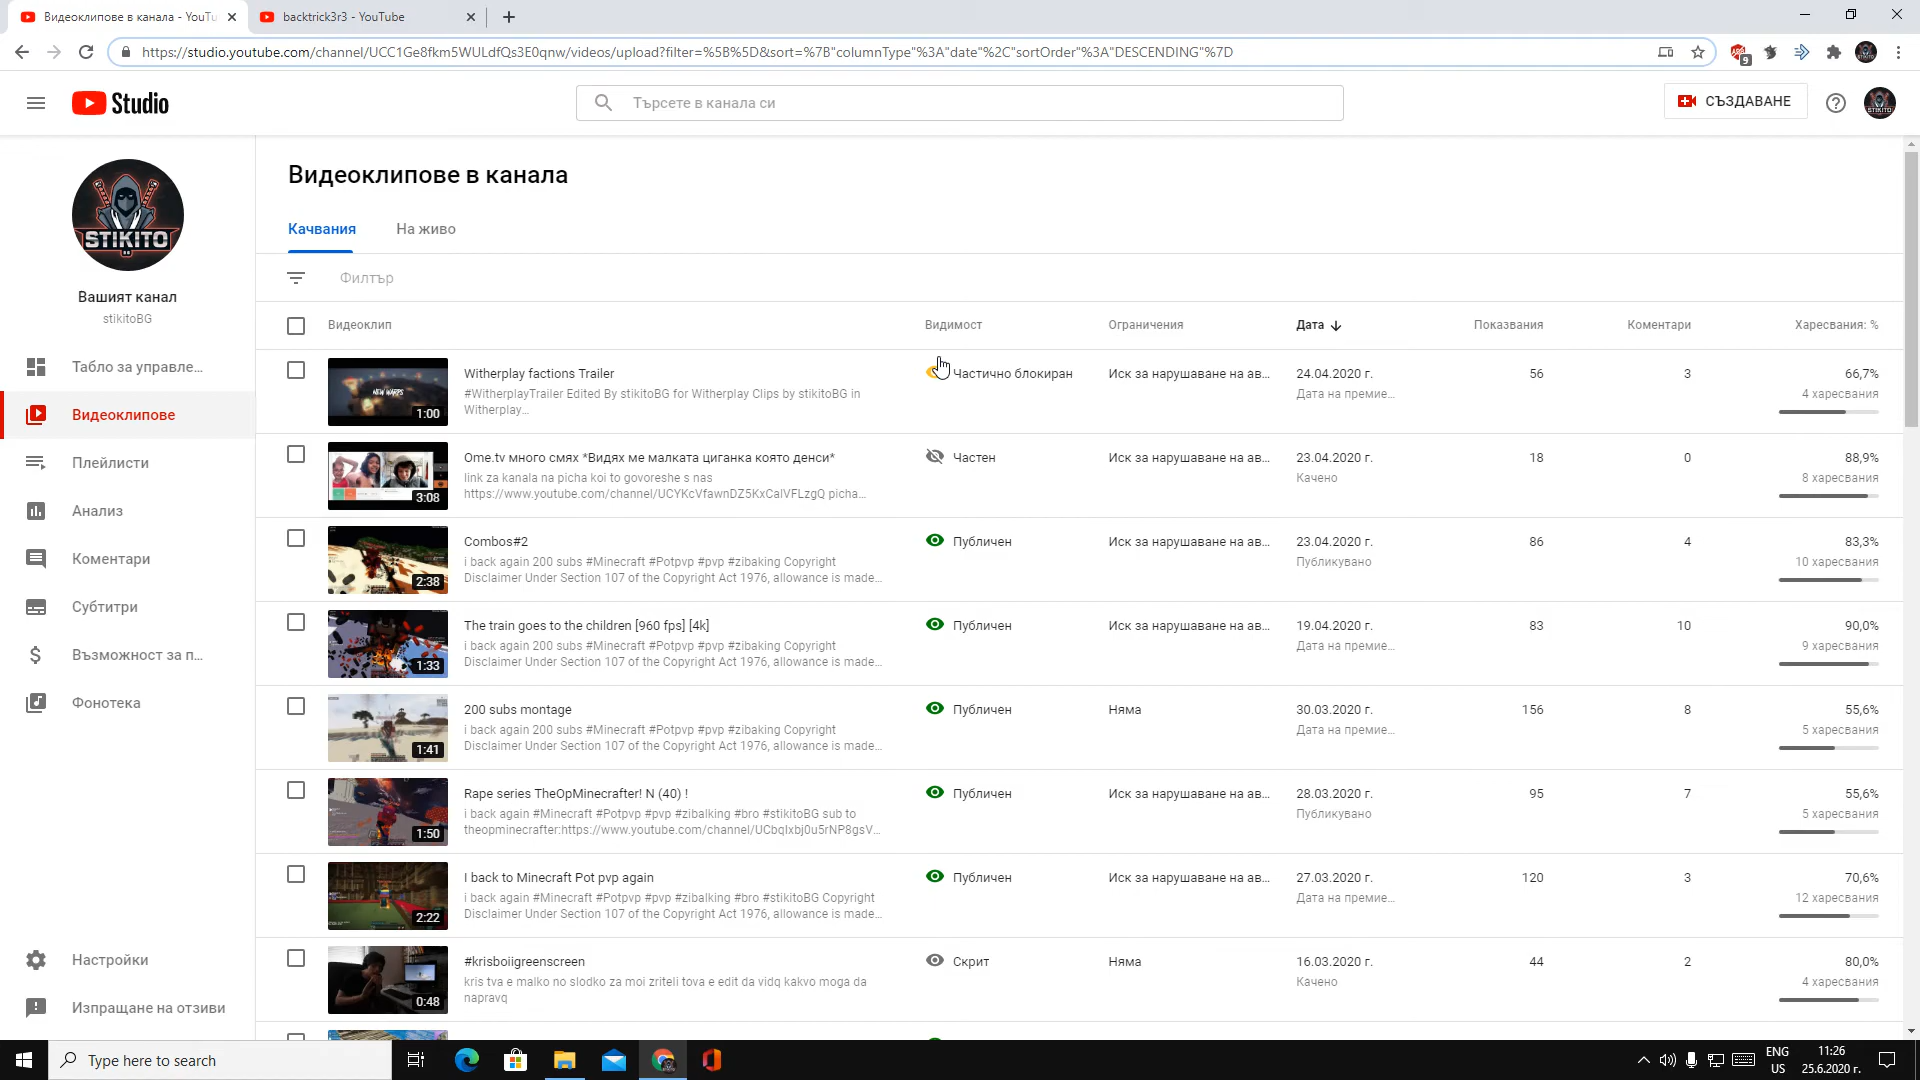 Видеоклипове в канала - YouTu
backtrick3r3 - YouTube
https://studio.youtube.com/channel/UCC1Ge8fkm5WULdfQs3E0qnw/videos/upload?filter=%5B%5D&sort=%7B"columnType"%3A"date"%2C"sortOrder"%3A"DESCENDING"%7D
9
Studio
Търсете в канала си
СЪЗДАВАНЕ
STIKITO
Вашият канал
stikitoBG
Табло за управле...
Видеоклипове
Плейлисти
Анализ
Коментари
Субтитри
Възможност за п...
Фонотека
Настройки
Изпращане на отзиви
Видеоклипове в канала
Качвания
На живо
Филтър
Видеоклип
Видимост
Ограничения
Дата
Показвания
Коментари
Харесвания: %
NEW WARPS
1:00
Witherplay factions Trailer
#WitherplayTrailer Edited By stikitoBG for Witherplay Clips by stikitoBG in
Witherplay...
Частично блокиран
Иск за нарушаване на ав...
24.04.2020 г.
Дата на премие...
56
3
66,7%
4 харесвания
3:08
Ome.tv много смях *Видях ме малката циганка която денси*
link za kanala na picha koi to govoreshe s nas
https://www.youtube.com/channel/UCYKcVfawnDZ5KxCalVFLzgQ picha...
Частен
Иск за нарушаване на ав...
23.04.2020 г.
Качено
18
0
88,9%
8 харесвания
2:38
Combos#2
i back again 200 subs #Minecraft #Potpvp #pvp #zibaking Copyright
Disclaimer Under Section 107 of the Copyright Act 1976, allowance is made...
Публичен
Иск за нарушаване на ав...
23.04.2020 г.
Публикувано
86
4
83,3%
10 харесвания
1:33
The train goes to the children [960 fps] [4k]
i back again 200 subs #Minecraft #Potpvp #pvp #zibaking Copyright
Disclaimer Under Section 107 of the Copyright Act 1976, allowance is made...
Публичен
Иск за нарушаване на ав...
19.04.2020 г.
Дата на премие...
83
10
90,0%
9 харесвания
1:41
200 subs montage
i back again 200 subs #Minecraft #Potpvp #pvp #zibaking Copyright
Disclaimer Under Section 107 of the Copyright Act 1976, allowance is made...
Публичен
Няма
30.03.2020 г.
Дата на премие...
156
8
55,6%
5 харесвания
1:50
Rape series TheOpMinecrafter! N (40) !
i back again #Minecraft #Potpvp #pvp #zibalking #bro #stikitoBG sub to
theopminecrafter:https://www.youtube.com/channel/UCbqIxbj0u5rNP8gsV...
Публичен
Иск за нарушаване на ав...
28.03.2020 г.
Публикувано
95
7
55,6%
5 харесвания
2:22
I back to Minecraft Pot pvp again
i back again #Minecraft #Potpvp #pvp #zibalking #bro #stikitoBG Copyright
Disclaimer Under Section 107 of the Copyright Act 1976, allowance is made...
Публичен
Иск за нарушаване на ав...
27.03.2020 г.
Дата на премие...
120
3
70,6%
12 харесвания
0:48
#krisboiigreenscreen
kris tva e malko no slodko za moi zriteli tova e edit da vidq kakvo moga da
napravq
Скрит
Няма
16.03.2020 г.
Качено
44
2
80,0%
4 харесвания
Type here to search
ENG
US
11:26
25.6.2020 г.